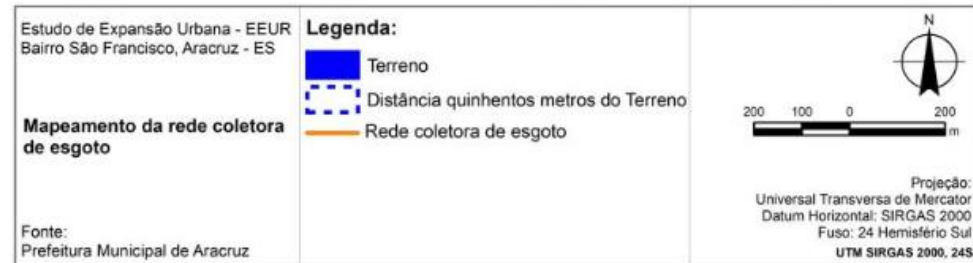 Estudo de Expansão Urbana - EEUR
Bairro São Francisco, Aracruz - ES
Mapeamento da rede coletora
de esgoto
Fonte:
Prefeitura Municipal de Aracruz
Legenda:
Terreno
Distância quinhentos metros do Terreno
Rede coletora de esgoto
N
200 100 0 200
m
Projeção:
Universal Transversa de Mercator
Datum Horizontal: SIRGAS 2000
Fuso: 24 Hemisfério Sul
UTM SIRGAS 2000, 24S